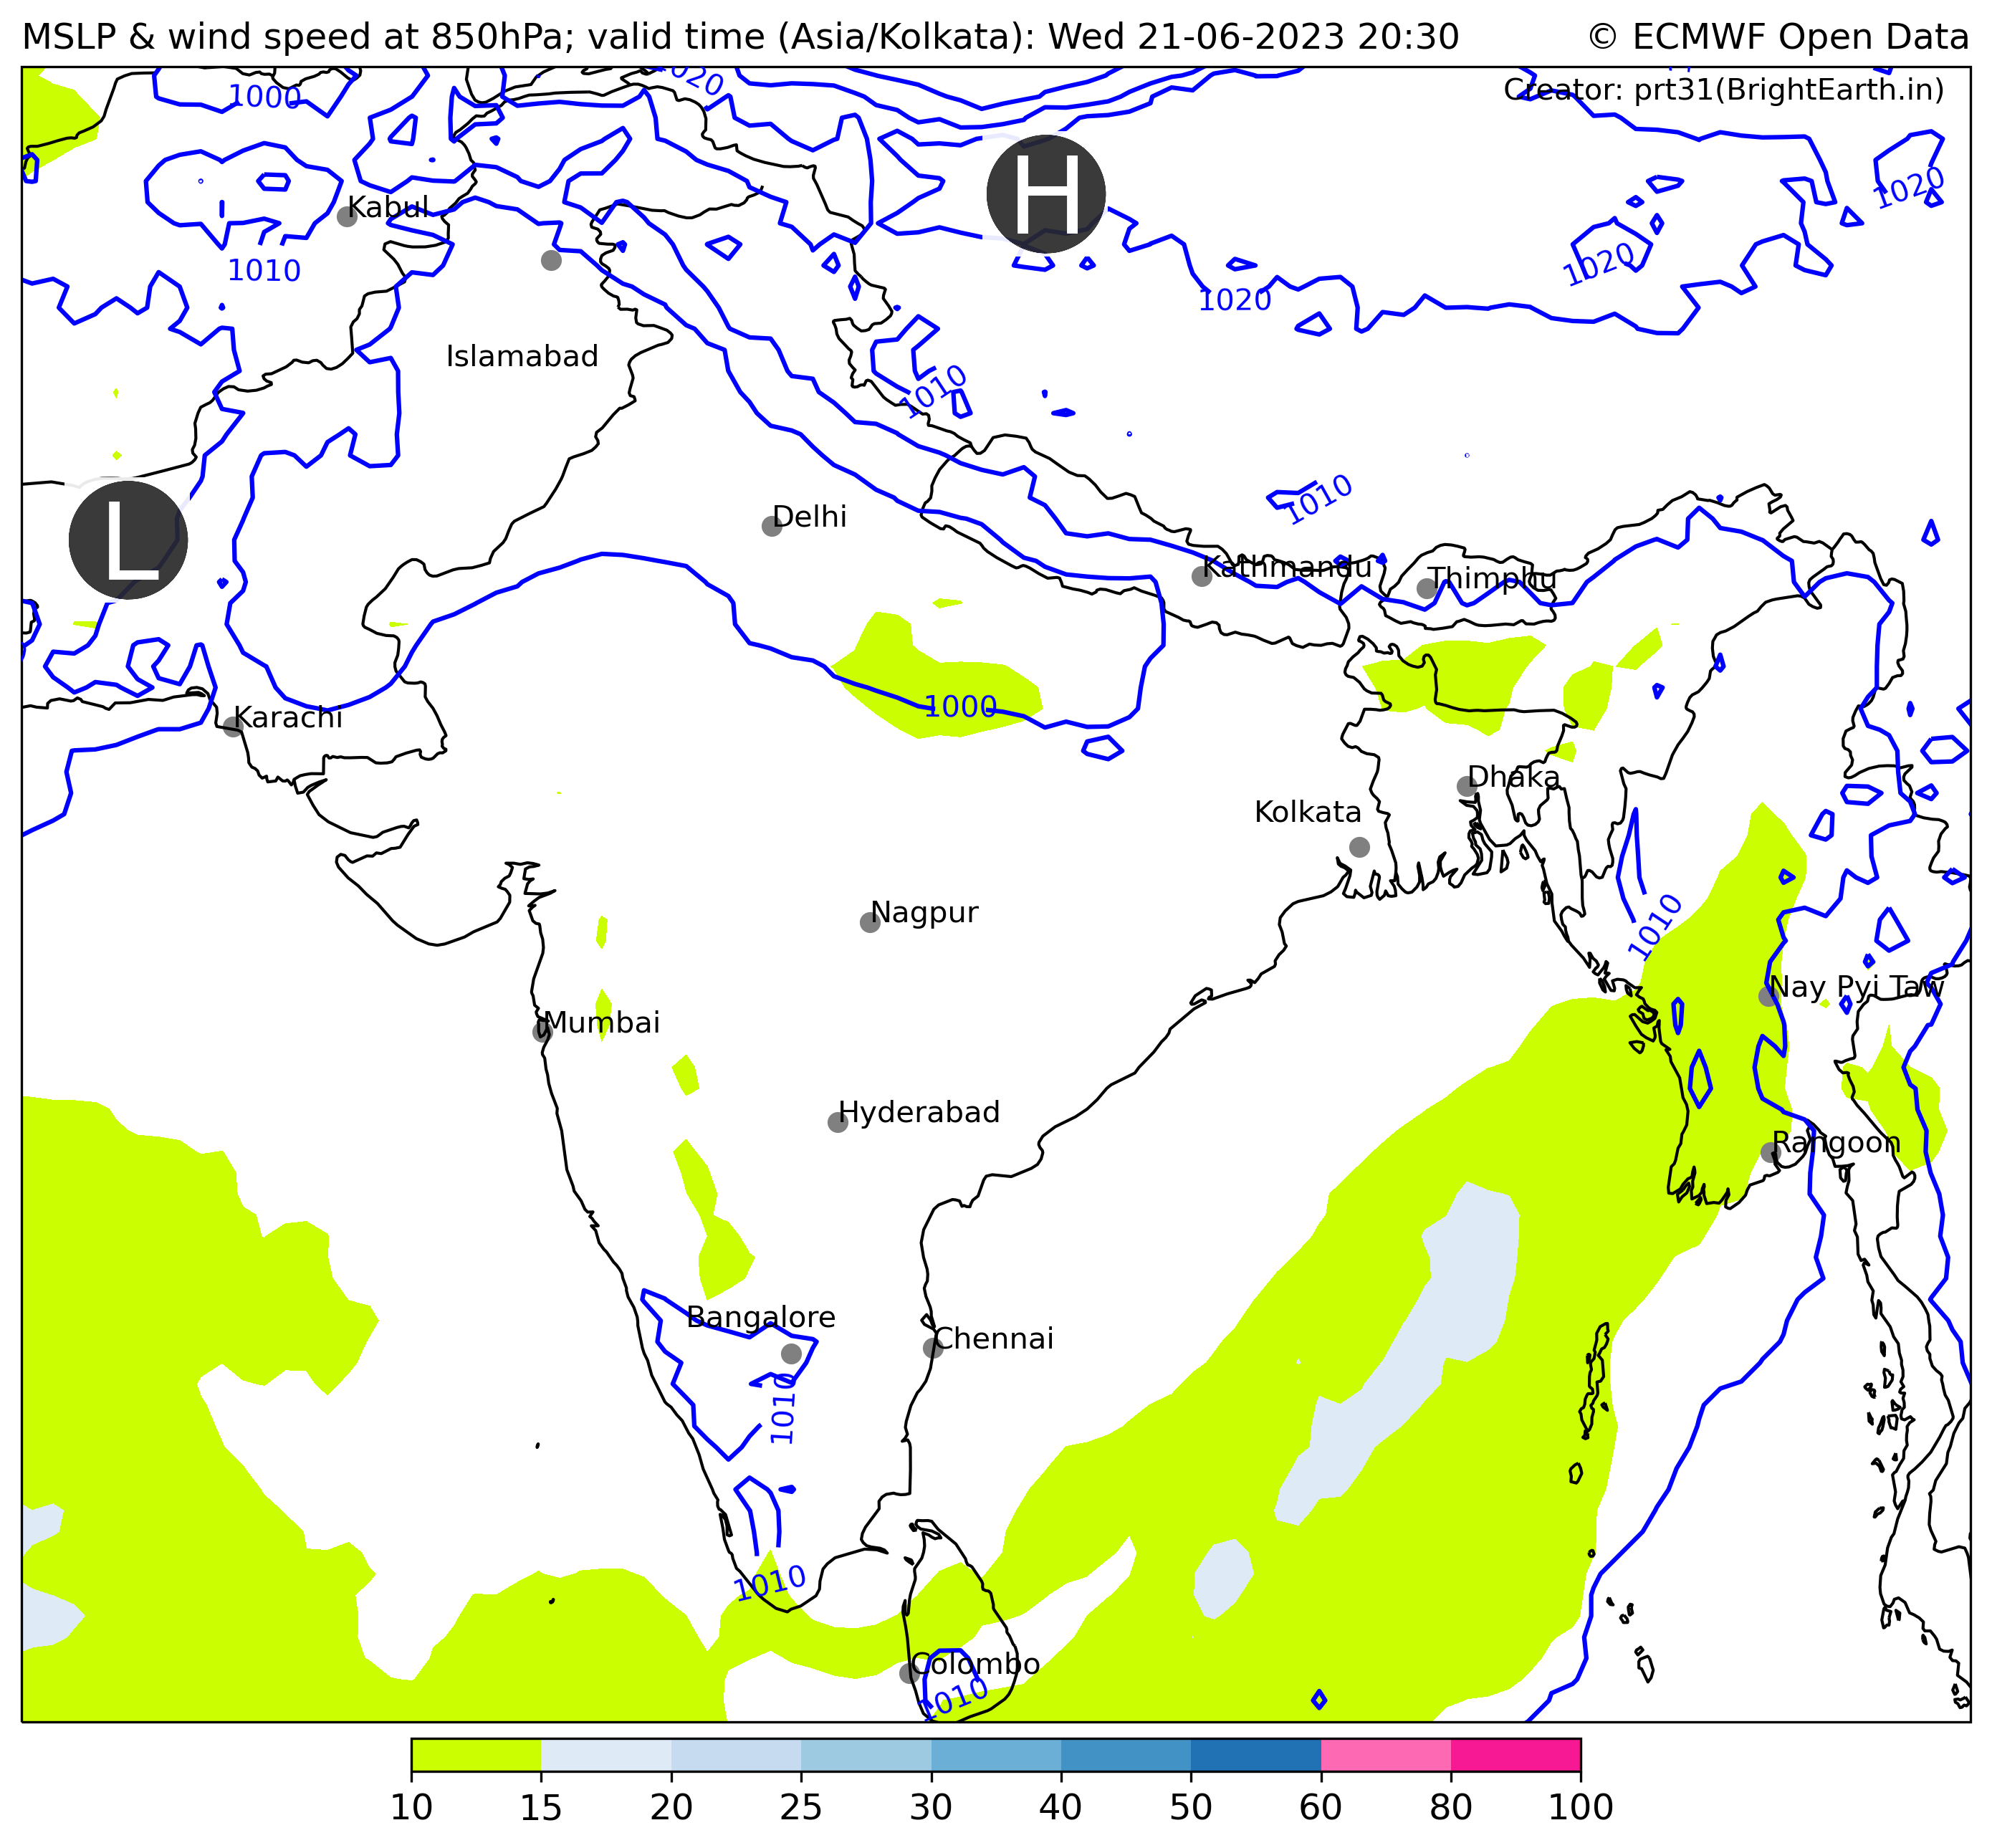 MSLP & wind speed at 850hPa; valid time (Asia/Kolkata): Wed 21-06-2023 20:30
© ECMWF Open Data
1020
Creator: prt31(BrightEarth.in)
1000
H
1020
Kabul
1010
1020
1020
Islamabad
1010
L
1010
Delhi
Kathmandu
Thimphu
1000
Karachi
Dhaka
Kolkata
Nagpur
1010
Nay Pyi Taw
Mumbai
Hyderabad
Rangoon
Bangalore
Chennai
1010
1010
Colombo
1010
10 15 20 25 30 40 50 60 80 100